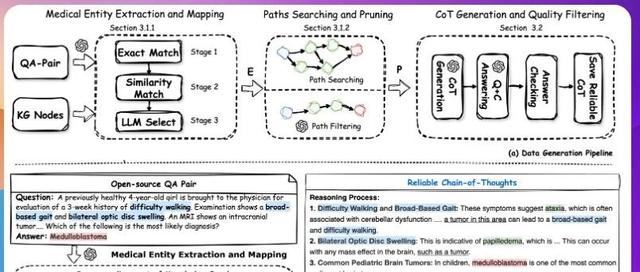 Medical Entity Extraction and Mapping
Section 3.1.1
QA-Pair
KG Nodes
Exact Match
Stage 1
Similarity
Match
Stage 2
LLM Select
Stage 3
E
Paths Searching and Pruning
Section 3.1.2
Path Searching
Path Filtering
P
CoT Generation and Quality Filtering
Section 3.2
CoT
Generation
Q+C
Answering
Answer
Checking
Save Reliable
CoT
(a) Data Generation Pipeline
Open-source QA Pair
Question: A previously healthy 4-year-old girl is brought to the physician for
evaluation of a 3-week history of difficulty walking. Examination shows a broad-
based gait and bilateral optic disc swelling. An MRI shows an intracranial
tumor.... Which of the following is the most likely diagnosis?
Answer: Medulloblastoma
Medical Entity Extraction and Mapping
Reliable Chain-of-Thoughts
Reasoning Process:
1. Difficulty Walking and Broad-Based Gait: These symptoms suggest ataxia, which is often
associated with cerebellar dysfunction .... a tumor in this area can lead to a broad-based gait
and difficulty walking.
2. Bilateral Optic Disc Swelling: This is indicative of papilledema, which is ... This can occur
with any mass effect in the brain, such as a tumor.
3. Common Pediatric Brain Tumors: In children, medulloblastoma is one of the most common